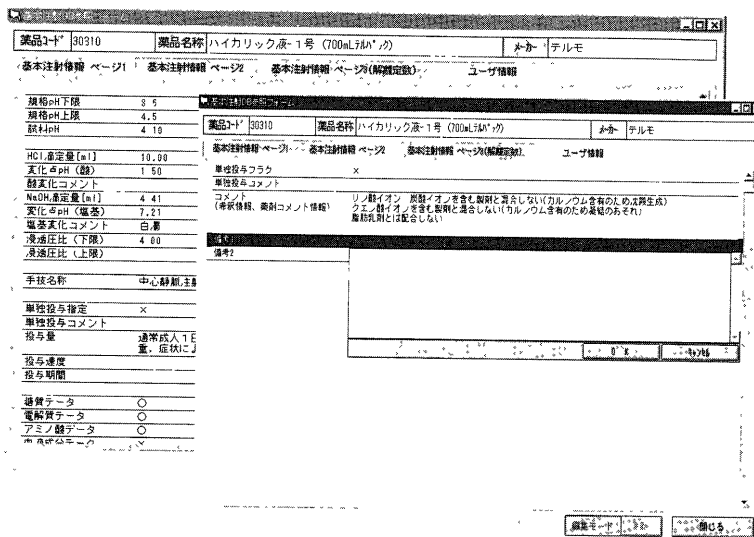 薬品コード 30310 薬品名称 ハイカリック液-1号 (700mLテルパック) メーカー テルモ
基本注射情報 ページ1 基本注射情報 ページ2 基本注射情報 ページ3(解離定数) ユーザ情報
規格pH下限 3 5
規格pH上限 4.5
試料pH 4 10
HCl滴定量[ml] 10.00
変化点pH (酸) 1 50
酸変化コメント
NaOH滴定量[ml] 4 41
変化点pH (塩基) 7.21
塩基変化コメント 白濁
浸透圧比 (下限) 4 00
浸透圧比 (上限)
手技名称 中心静脈,主
単独投与指定 ×
単独投与コメント
投与量 通常成人1日
重，症状によ
投与速度
投与期間
糖質データ ○
電解質データ ○
アミノ酸データ ○
薬品コード 30310 薬品名称 ハイカリック液-1号 (700mLテルパック) メーカー テルモ
基本注射情報 ページ1 基本注射情報 ページ2 基本注射情報 ページ3(解離定数) ユーザ情報
単独投与フラグ ×
単独投与コメント
コメント
(希釈情報、薬剤コメント情報)
リン酸イオン 炭酸イオンを含む製剤と混合しない(カルシウム含有のため沈殿生成)
クエン酸イオンを含む製剤と混合しない(カルシウム含有のため凝結のおそれ)
脂肪乳剤とは配合しない
備考2
OK キャンセル
編集モード 閉じる